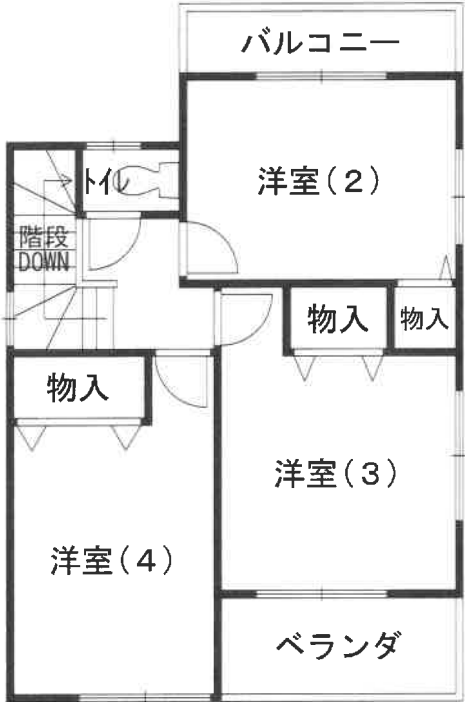 バルコニー
トイレ
洋室(2)
階段
DOWN
物入
物入
物入
洋室(3)
洋室(4)
ベランダ